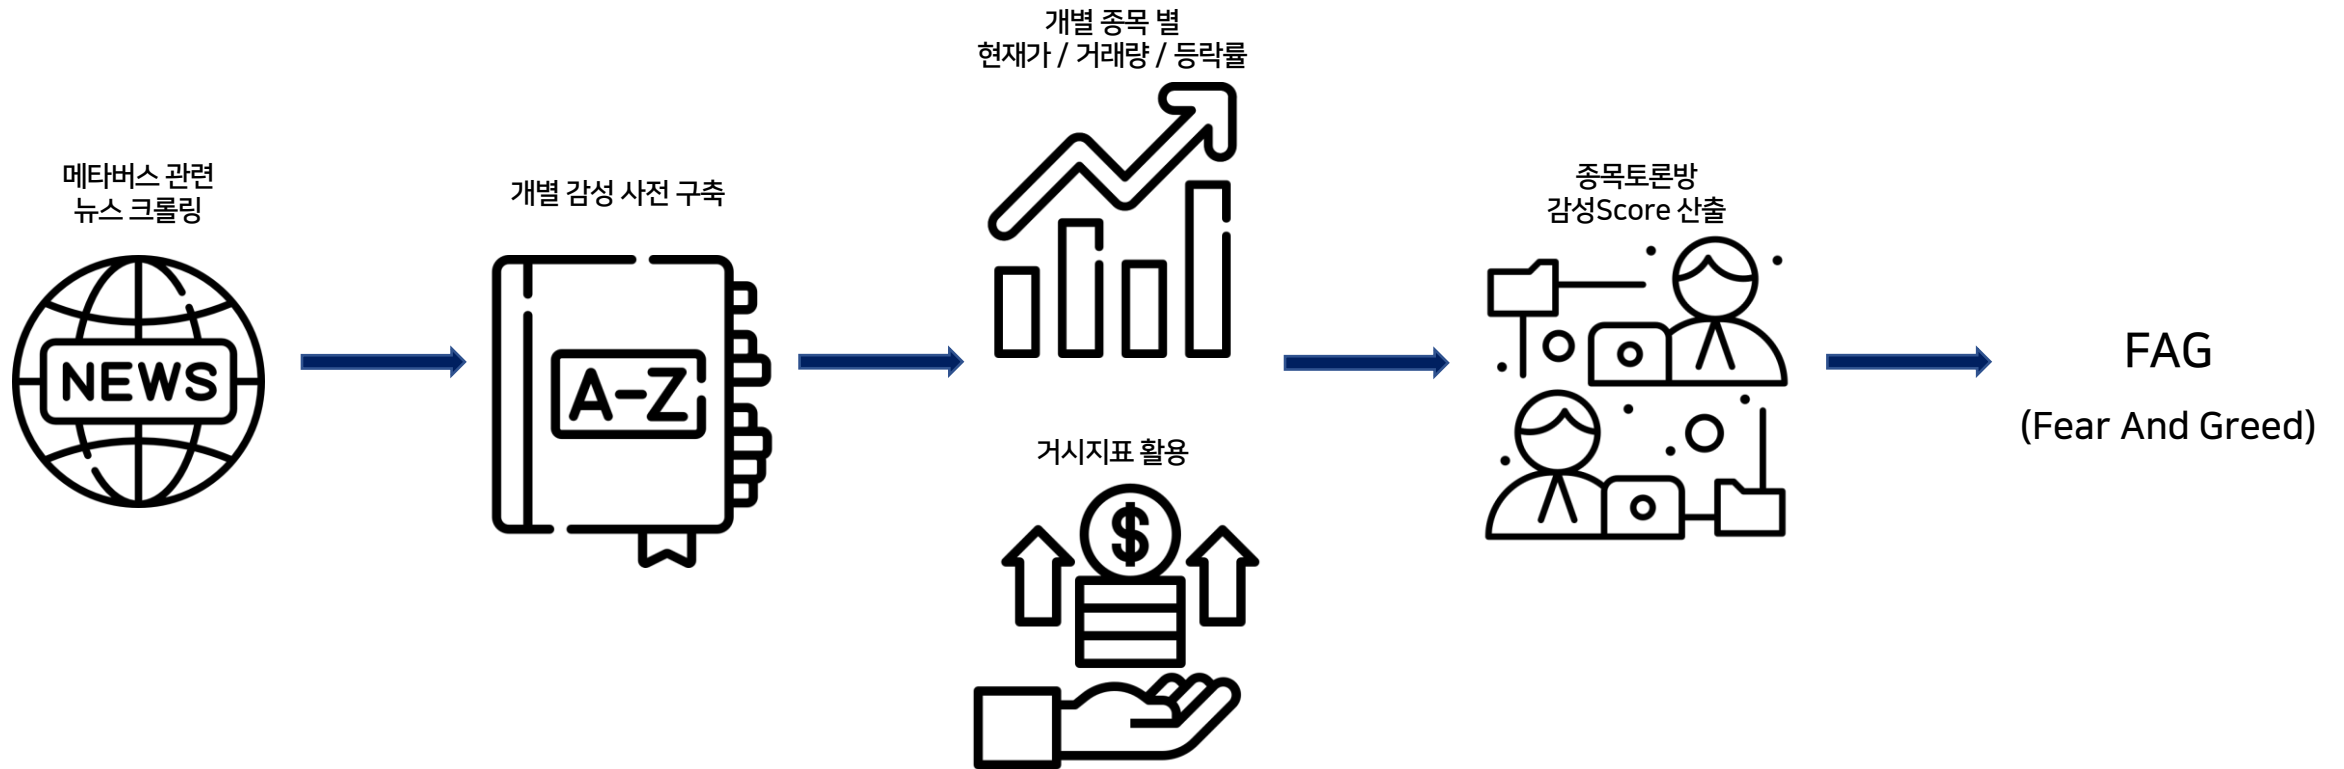 메타버스 관련
뉴스 크롤링
NEWS
개별 감성 사전 구축
A-Z
개별 종목 별
현재가 / 거래량 / 등락률
거시지표 활용
$
종목토론방
감성Score 산출
FAG
(Fear And Greed)